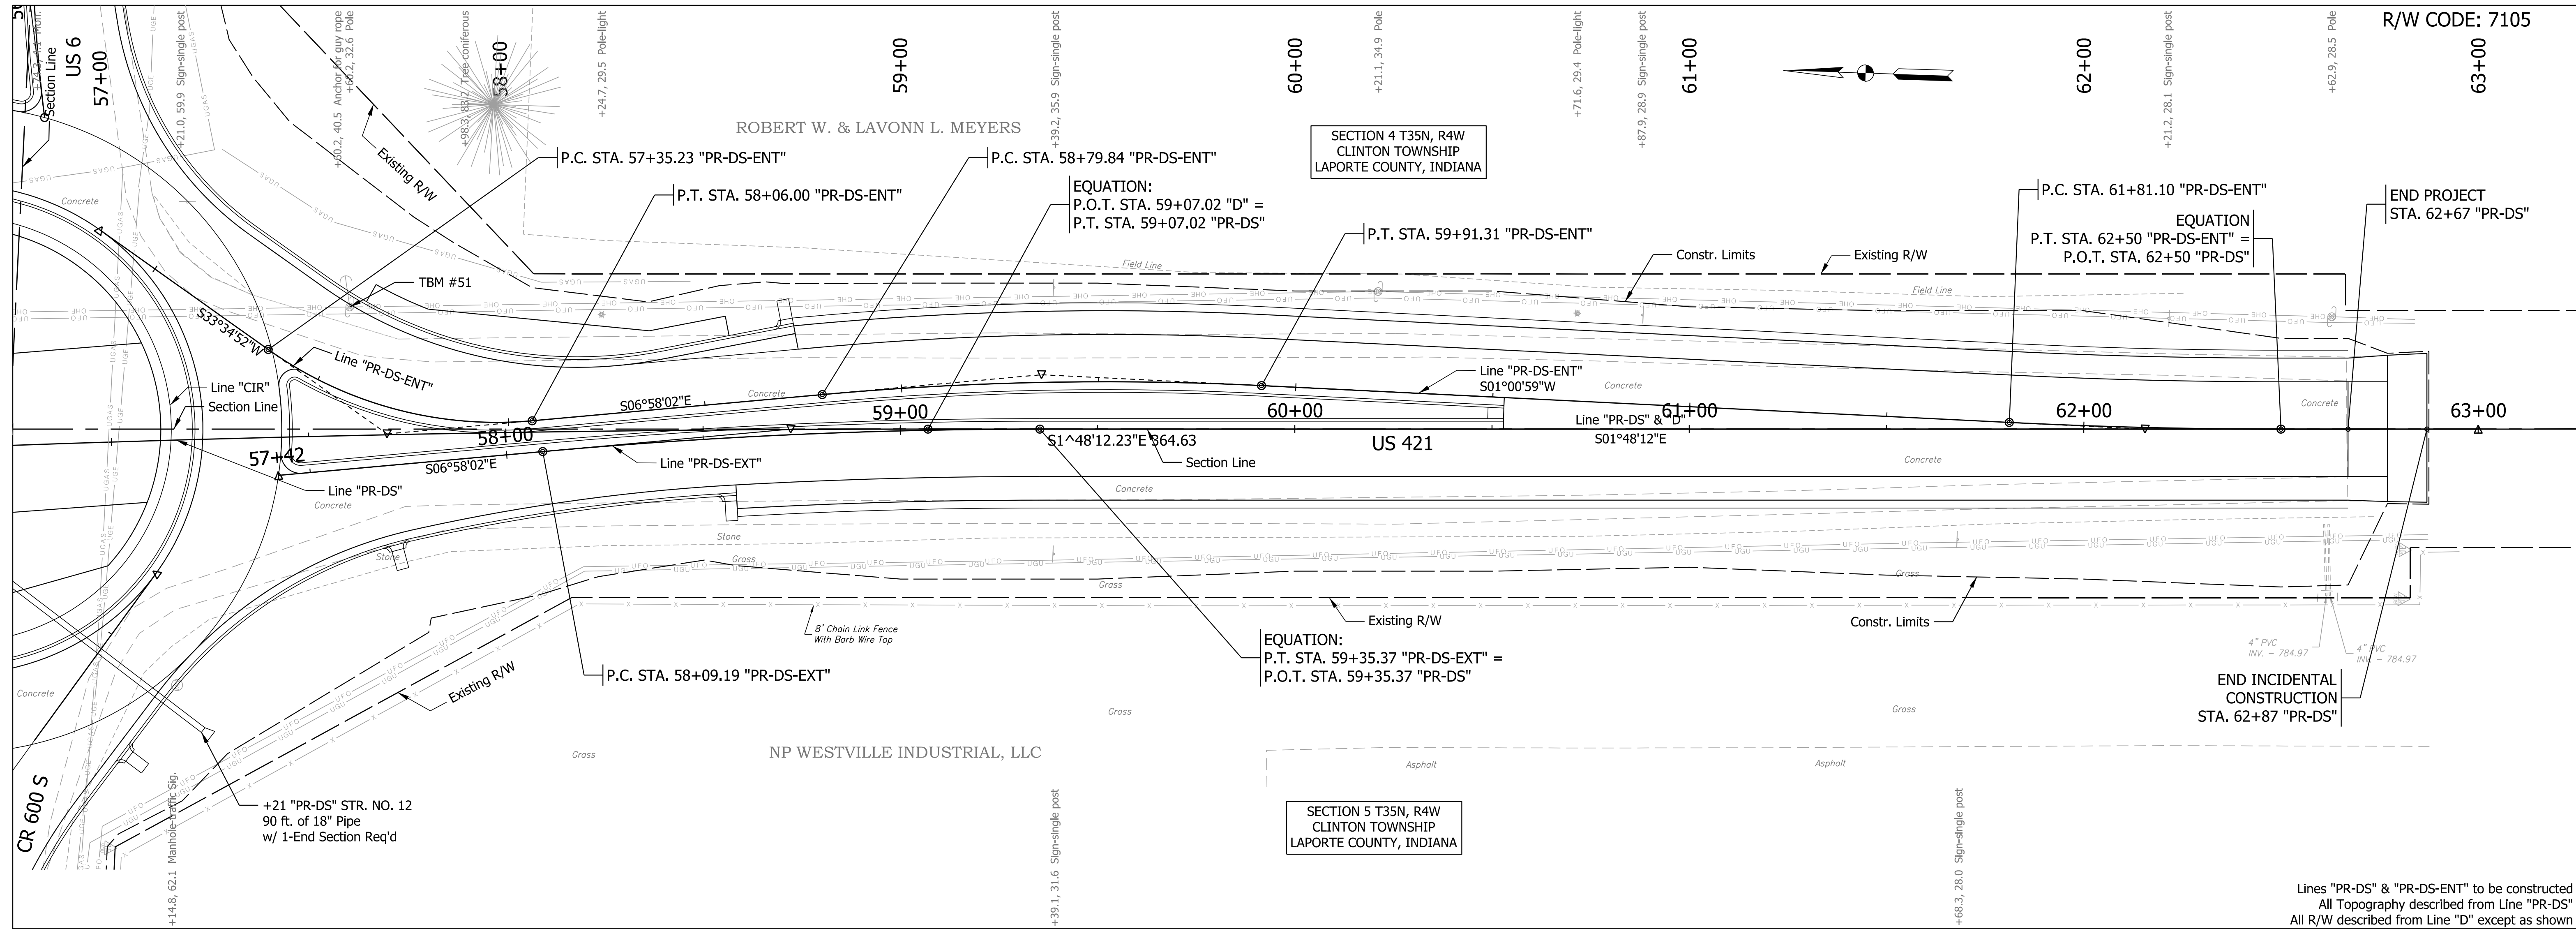 R/W CODE: 7105
US 6
57+00
58+00
59+00
60+00
61+00
62+00
63+00
Section Line
+21.0, 59.9 Sign-single post
+60.2, 40.5 Anchor for guy rope
+63.2, 32.6 Pole
+98.3, 83.2 Tree-coniferous
+24.7, 29.5 Pole-light
+39.2, 35.9 Sign-single post
+21.1, 34.9 Pole
+71.6, 29.4 Pole-light
+87.9, 28.9 Sign-single post
+21.2, 28.1 Sign-single post
+62.9, 28.5 Pole
ROBERT W. & LAVONN L. MEYERS
SECTION 4 T35N, R4W
CLINTON TOWNSHIP
LAPORTE COUNTY, INDIANA
Existing R/W
P.C. STA. 57+35.23 "PR-DS-ENT"
P.T. STA. 58+06.00 "PR-DS-ENT"
P.C. STA. 58+79.84 "PR-DS-ENT"
EQUATION:
P.O.T. STA. 59+07.02 "D" =
P.T. STA. 59+07.02 "PR-DS"
P.T. STA. 59+91.31 "PR-DS-ENT"
P.C. STA. 61+81.10 "PR-DS-ENT"
EQUATION
P.T. STA. 62+50 "PR-DS-ENT" =
P.O.T. STA. 62+50 "PR-DS"
END PROJECT
STA. 62+67 "PR-DS"
Concrete
TBM #51
Field Line
Constr. Limits
Existing R/W
Field Line
S33°34'52"W
Line "PR-DS-ENT"
Line "CIR"
Section Line
Concrete
S06°58'02"E
Line "PR-DS-ENT"
S01°00'59"W
Concrete
Concrete
57+42
58+00
59+00
60+00
61+00
62+00
63+00
Line "PR-DS" & "D"
S01°48'12"E
S1^48'12.23"E 364.63
US 421
Section Line
Line "PR-DS-EXT"
S06°58'02"E
Line "PR-DS"
Concrete
Concrete
Concrete
Stone
Stone
Grass
Grass
Grass
8' Chain Link Fence
With Barb Wire Top
Existing R/W
Constr. Limits
4" PVC
INV. - 784.97
4" PVC
INV. - 784.97
EQUATION:
P.T. STA. 59+35.37 "PR-DS-EXT" =
P.O.T. STA. 59+35.37 "PR-DS"
P.C. STA. 58+09.19 "PR-DS-EXT"
Existing R/W
Concrete
END INCIDENTAL
CONSTRUCTION
STA. 62+87 "PR-DS"
Grass
Grass
Grass
NP WESTVILLE INDUSTRIAL, LLC
Asphalt
Asphalt
CR 600 S
+21 "PR-DS" STR. NO. 12
90 ft. of 18" Pipe
w/ 1-End Section Req'd
SECTION 5 T35N, R4W
CLINTON TOWNSHIP
LAPORTE COUNTY, INDIANA
+14.8, 62.1 Manhole-traffic Sig.
+39.1, 31.6 Sign-single post
+68.3, 28.0 Sign-single post
Lines "PR-DS" & "PR-DS-ENT" to be constructed
All Topography described from Line "PR-DS"
All R/W described from Line "D" except as shown